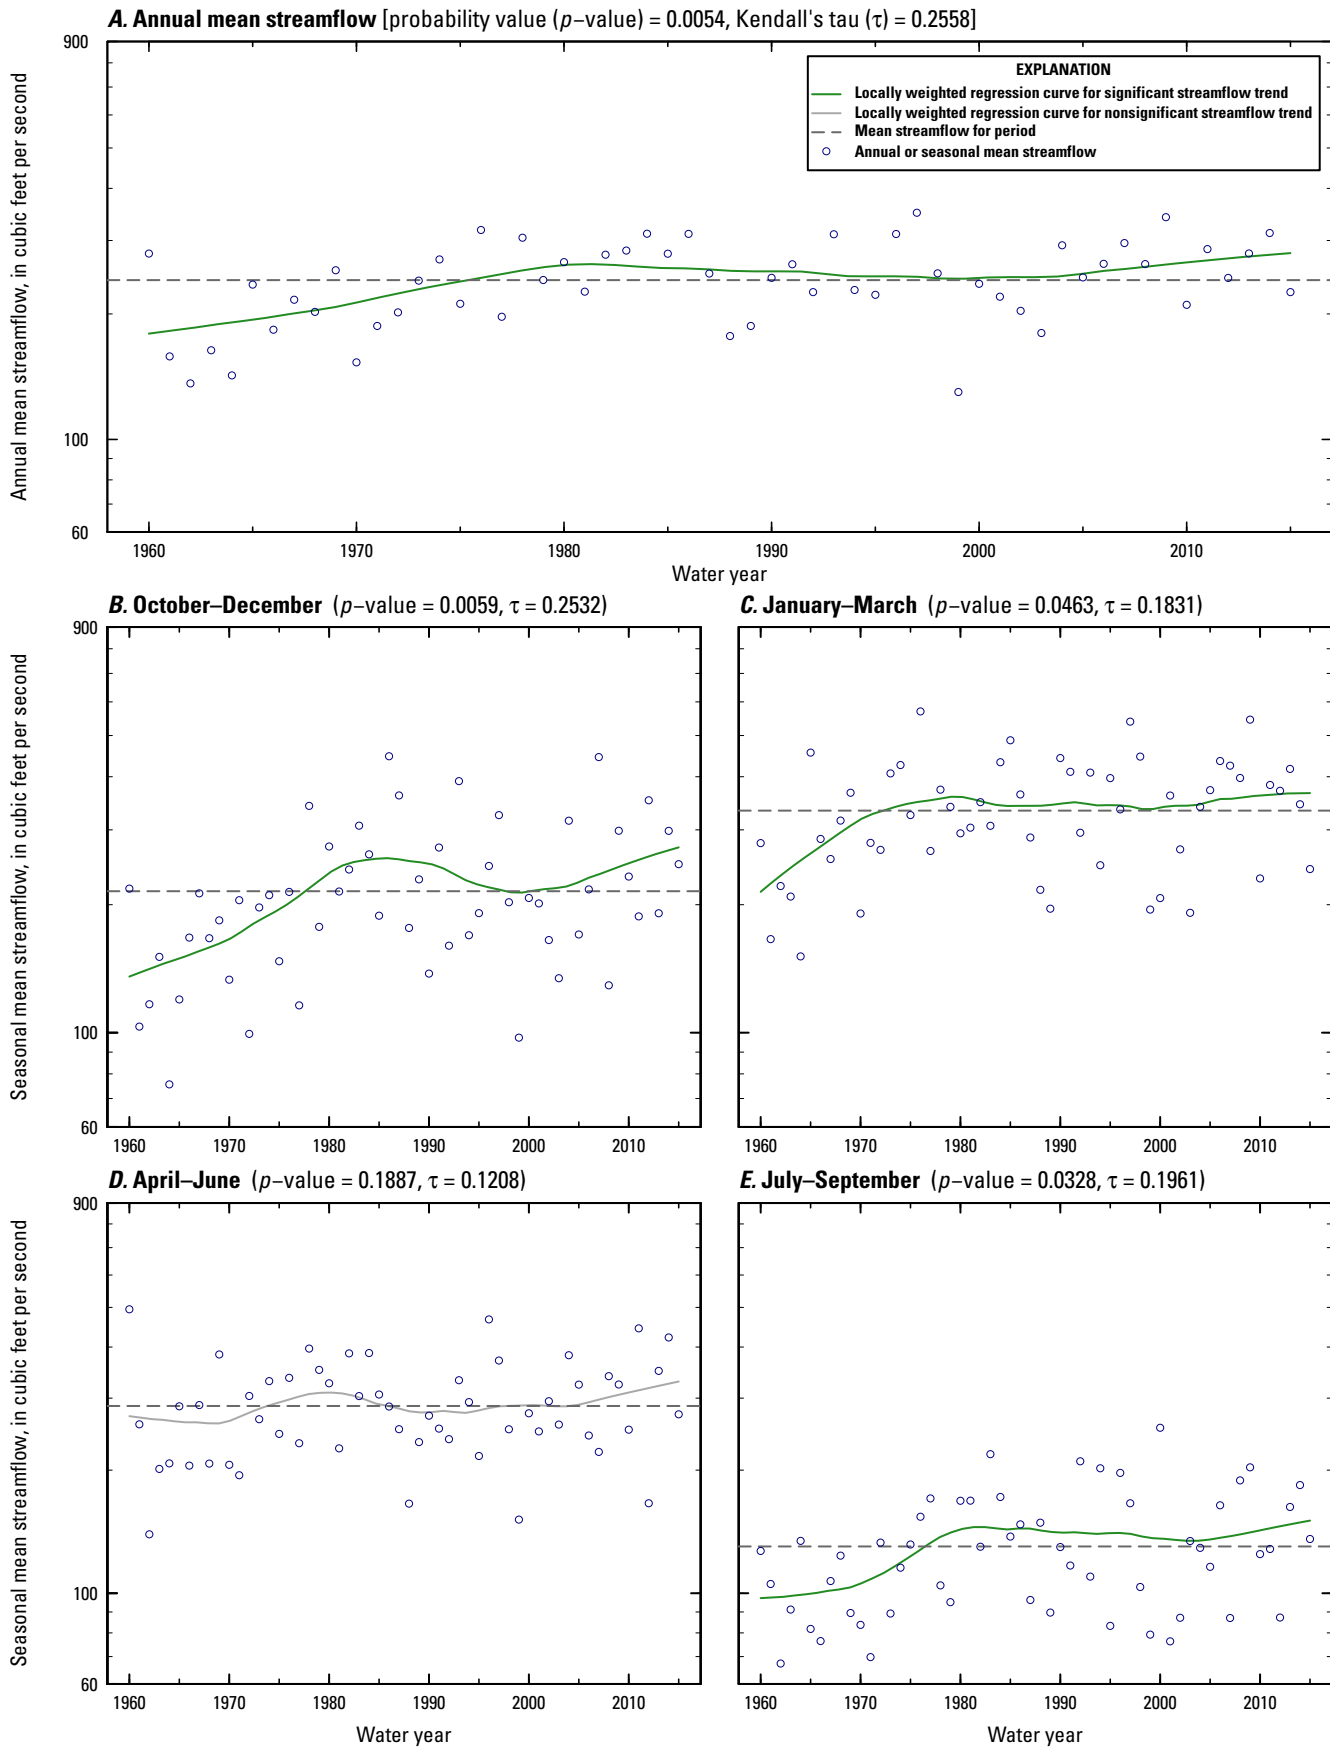 A. Annual mean streamflow [probability value (p−value) = 0.0054, Kendall's tau (τ) = 0.2558]
900
100
60
Annual mean streamflow, in cubic feet per second
EXPLANATION
Locally weighted regression curve for significant streamflow trend
Locally weighted regression curve for nonsignificant streamflow trend
Mean streamflow for period
Annual or seasonal mean streamflow
1960 1970 1980 1990 2000 2010
Water year
B. October–December (p−value = 0.0059, τ = 0.2532)
900
100
60
Seasonal mean streamflow, in cubic feet per second
1960 1970 1980 1990 2000 2010
C. January–March (p−value = 0.0463, τ = 0.1831)
1960 1970 1980 1990 2000 2010
D. April–June (p−value = 0.1887, τ = 0.1208)
900
100
60
Seasonal mean streamflow, in cubic feet per second
1960 1970 1980 1990 2000 2010
Water year
E. July–September (p−value = 0.0328, τ = 0.1961)
1960 1970 1980 1990 2000 2010
Water year